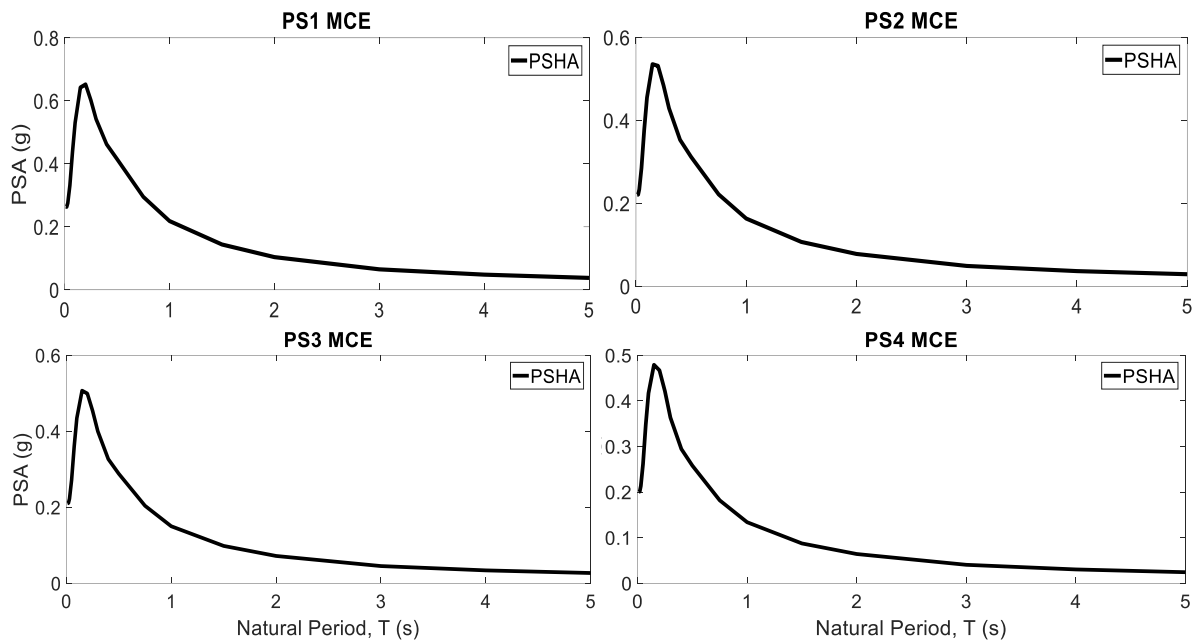 PS1 MCE
PSA (g)
0.8
0.6
0.4
0.2
0
0 1 2 3 4 5
PSHA
PS2 MCE
0.6
0.4
0.2
0
0 1 2 3 4 5
PSHA
PS3 MCE
PSA (g)
0.6
0.4
0.2
0
0 1 2 3 4 5
Natural Period, T (s)
PSHA
PS4 MCE
0.5
0.4
0.3
0.2
0.1
0
0 1 2 3 4 5
Natural Period, T (s)
PSHA